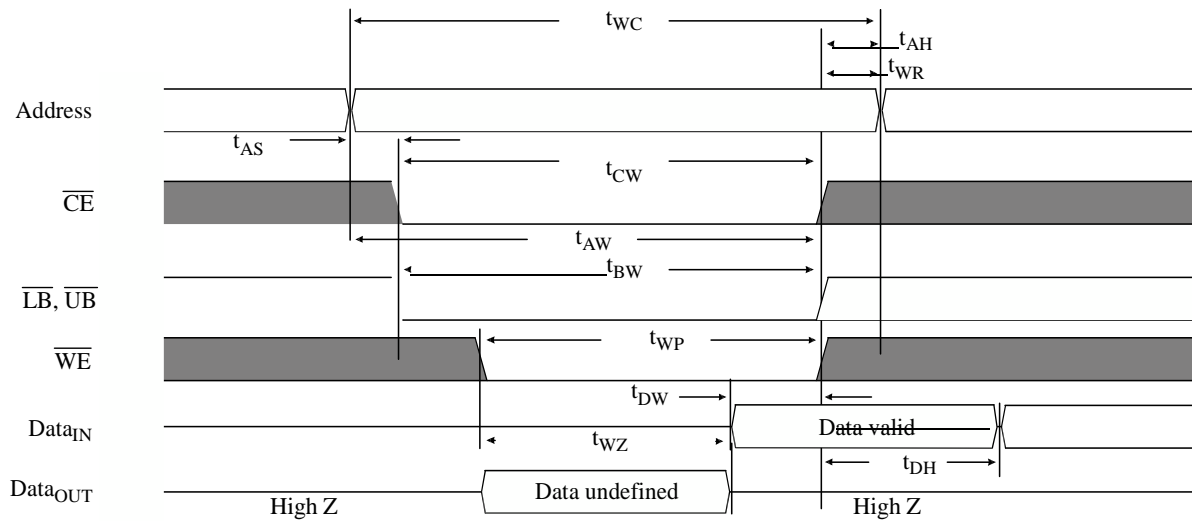 tWC
tAH
tWR
Address
tAS
tCW
CE
tAW
tBW
LB, UB
tWP
WE
tDW
DataIN
Data valid
tWZ
tDH
DataOUT
Data undefined
High Z
High Z